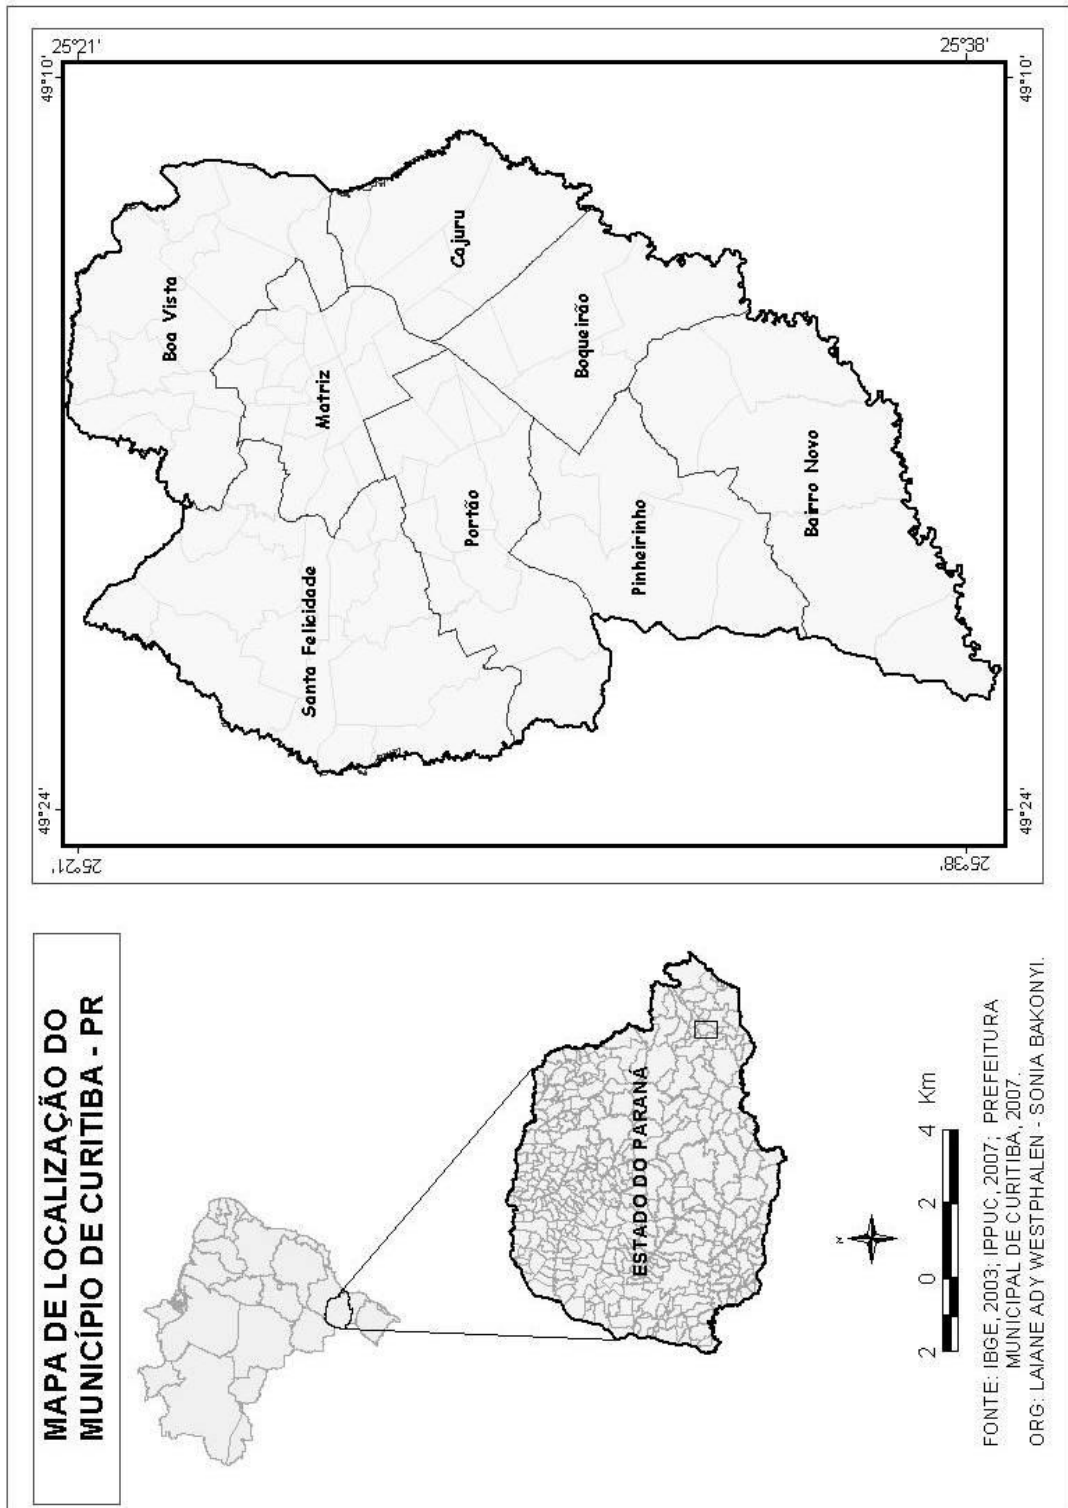 MAPA DE LOCALIZAÇÃO DO
MUNICÍPIO DE CURITIBA - PR
ESTADO DO PARANÁ
N
2 0 2 4 Km
FONTE: IBGE, 2003; IPPUC, 2007; PREFEITURA
MUNICIPAL DE CURITIBA, 2007.
ORG: LAIANE ADY WESTPHALEN - SONIA BAKONYI.
49°24'
49°10'
25°21'
25°21'
Boa Vista
Santa Felicidade
Matriz
Cajuru
Portão
Boqueirão
Pinheirinho
Bairro Novo
25°38'
25°38'
49°24'
49°10'